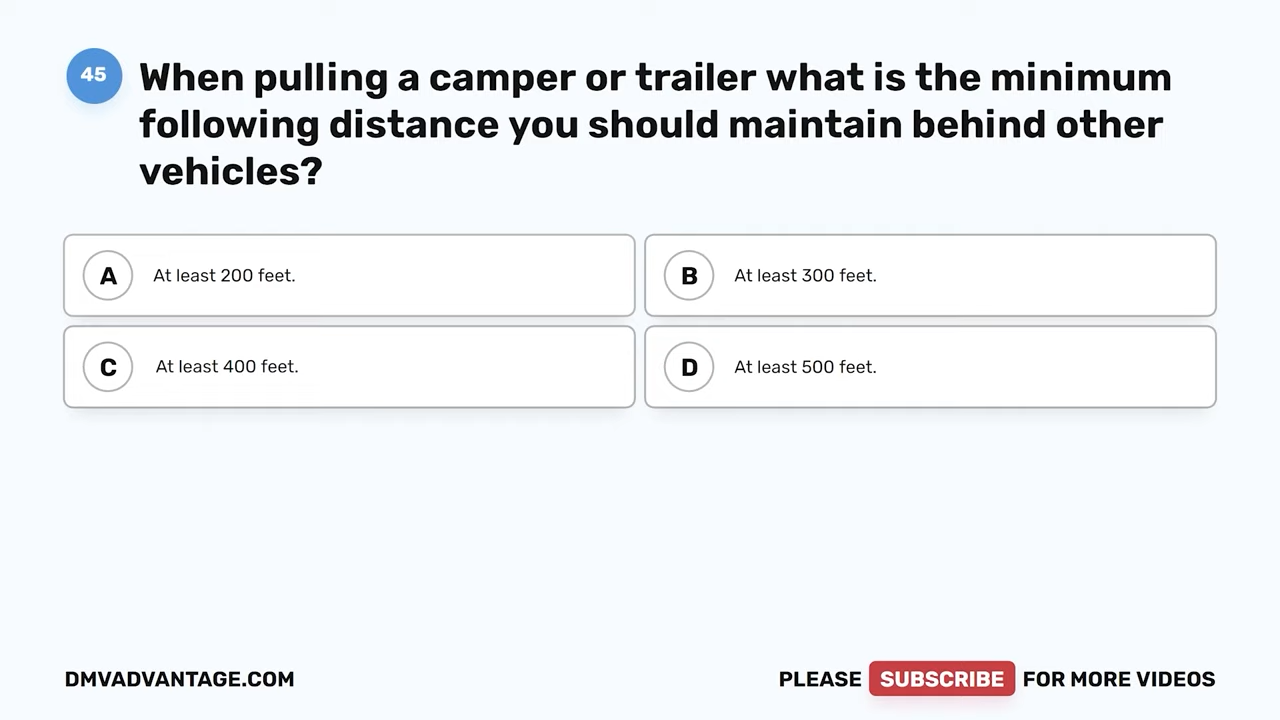 45
When pulling a camper or trailer what is the minimum
following distance you should maintain behind other
vehicles?
A At least 200 feet.
B At least 300 feet.
C At least 400 feet.
D At least 500 feet.
DMVADVANTAGE.COM
PLEASE SUBSCRIBE FOR MORE VIDEOS